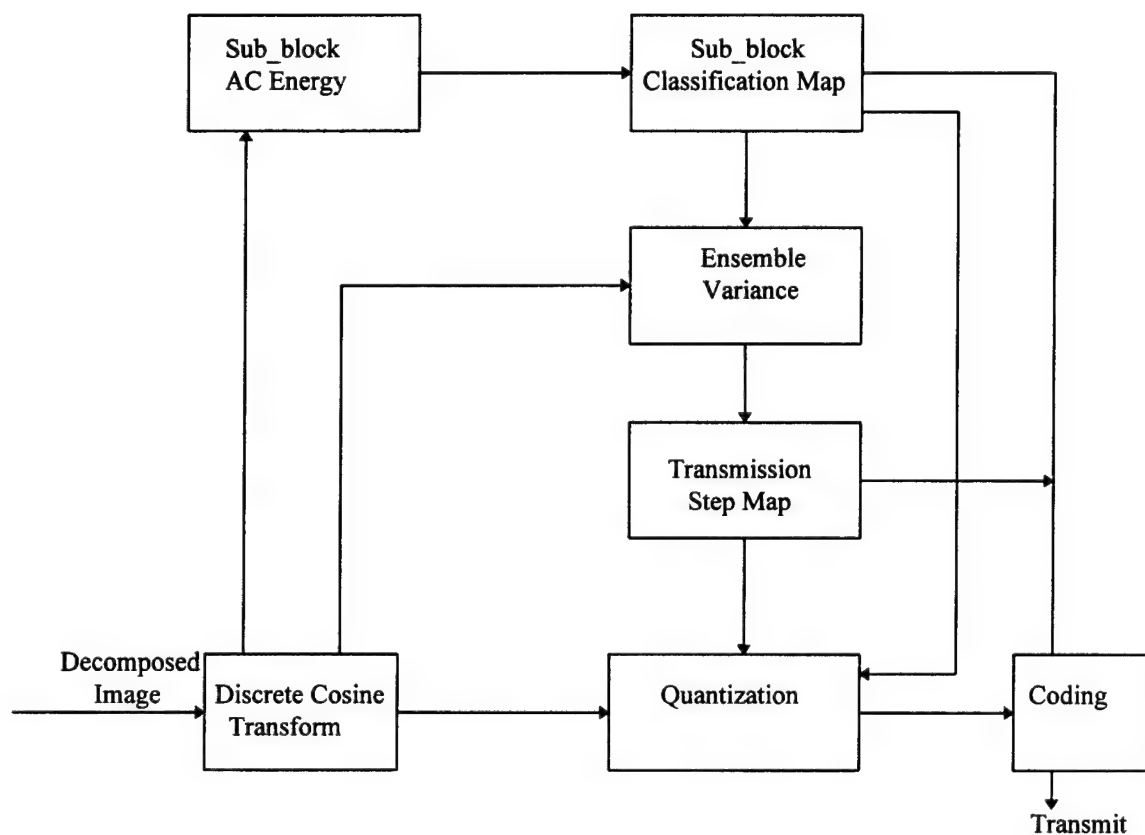 Sub_block
AC Energy
Sub_block
Classification Map
Ensemble
Variance
Transmission
Step Map
Decomposed
Image
Discrete Cosine
Transform
Quantization
Coding
Transmit